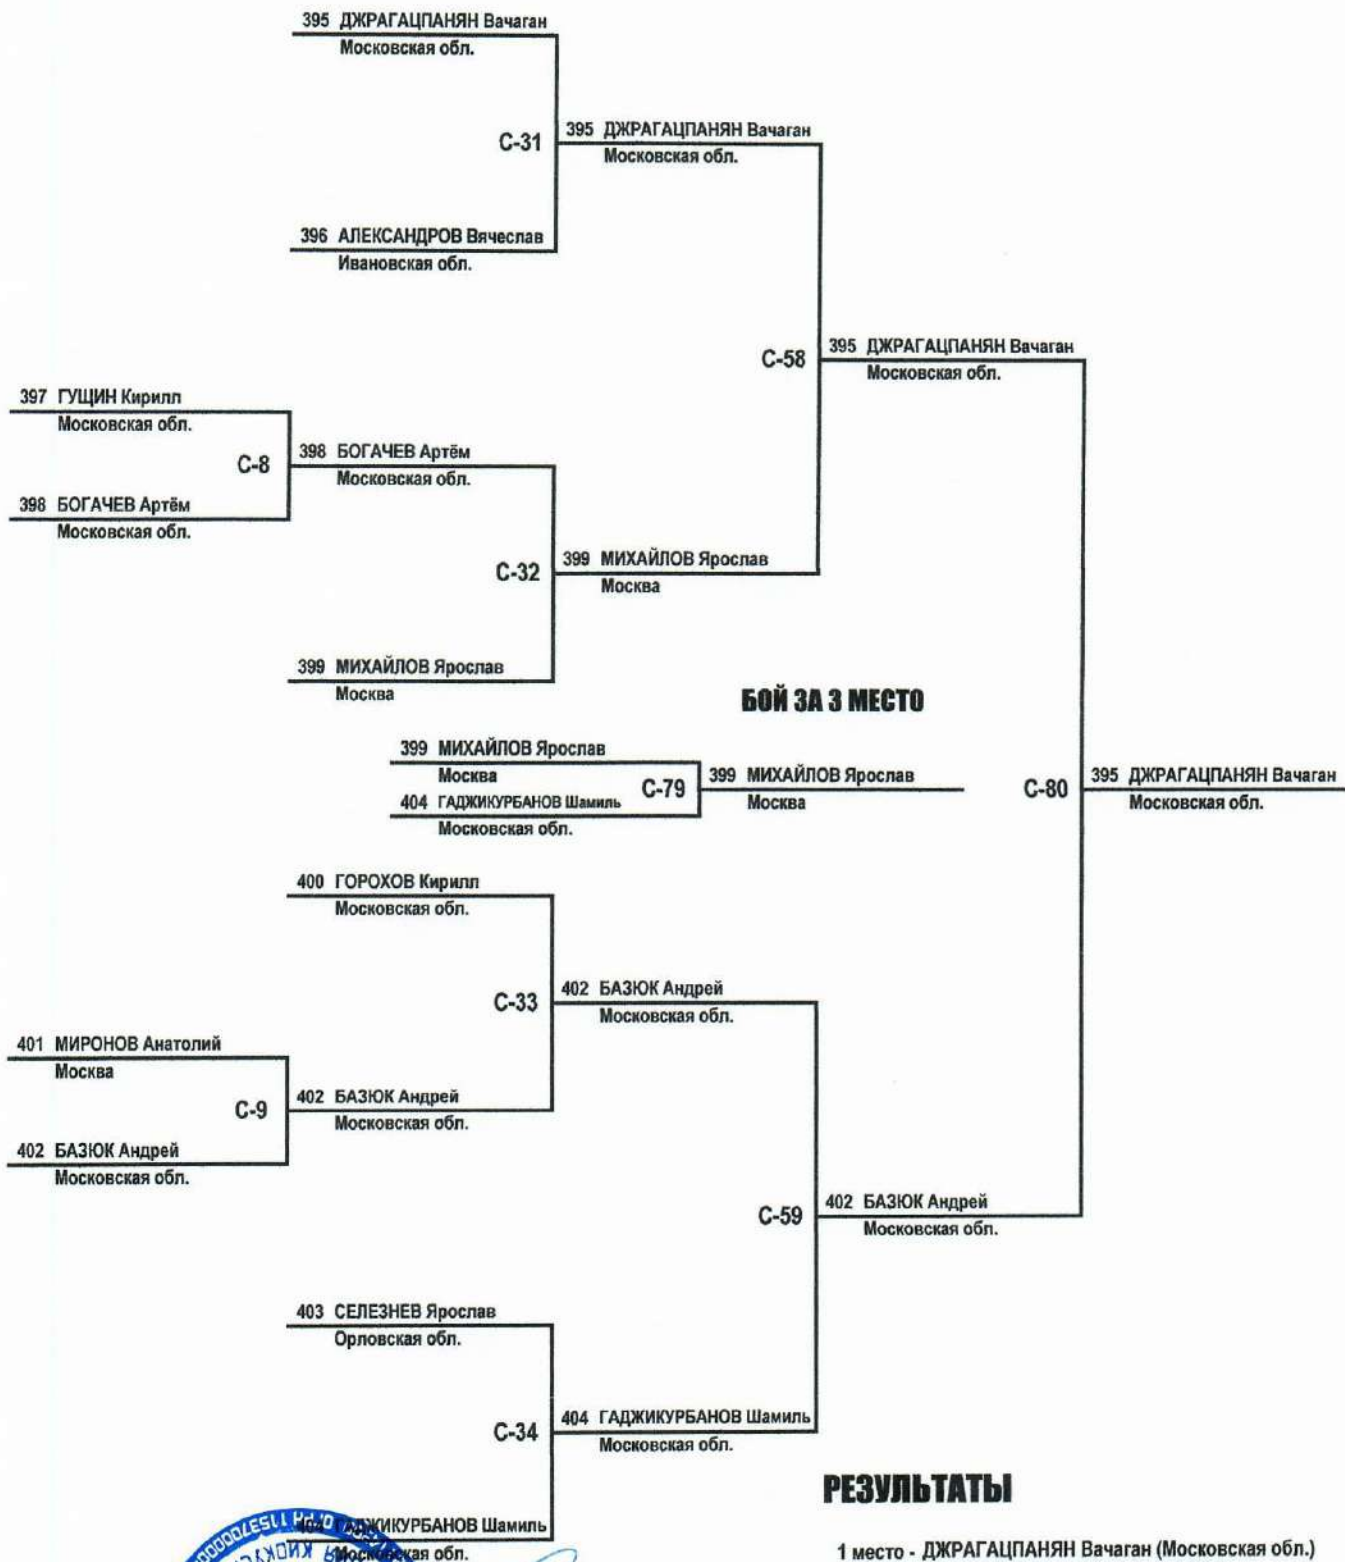 395 ДЖРАГАЦПАНЯН Вачаган
Московская обл.
С-31
395 ДЖРАГАЦПАНЯН Вачаган
Московская обл.
396 АЛЕКСАНДРОВ Вячеслав
Ивановская обл.
С-58
395 ДЖРАГАЦПАНЯН Вачаган
Московская обл.
397 ГУЩИН Кирилл
Московская обл.
С-8
398 БОГАЧЕВ Артём
Московская обл.
398 БОГАЧЕВ Артём
Московская обл.
С-32
399 МИХАЙЛОВ Ярослав
Москва
399 МИХАЙЛОВ Ярослав
Москва
БОЙ ЗА 3 МЕСТО
399 МИХАЙЛОВ Ярослав
Москва
С-79
399 МИХАЙЛОВ Ярослав
Москва
404 ГАДЖИКУРБАНОВ Шамиль
Московская обл.
С-80
395 ДЖРАГАЦПАНЯН Вачаган
Московская обл.
400 ГОРОХОВ Кирилл
Московская обл.
С-33
402 БАЗЮК Андрей
Московская обл.
401 МИРОНОВ Анатолий
Москва
С-9
402 БАЗЮК Андрей
Московская обл.
402 БАЗЮК Андрей
Московская обл.
С-59
402 БАЗЮК Андрей
Московская обл.
403 СЕЛЕЗНЕВ Ярослав
Орловская обл.
С-34
404 ГАДЖИКУРБАНОВ Шамиль
Московская обл.
404 ГАДЖИКУРБАНОВ Шамиль
Московская обл.
РЕЗУЛЬТАТЫ
1 место - ДЖРАГАЦПАНЯН Вачаган (Московская обл.)